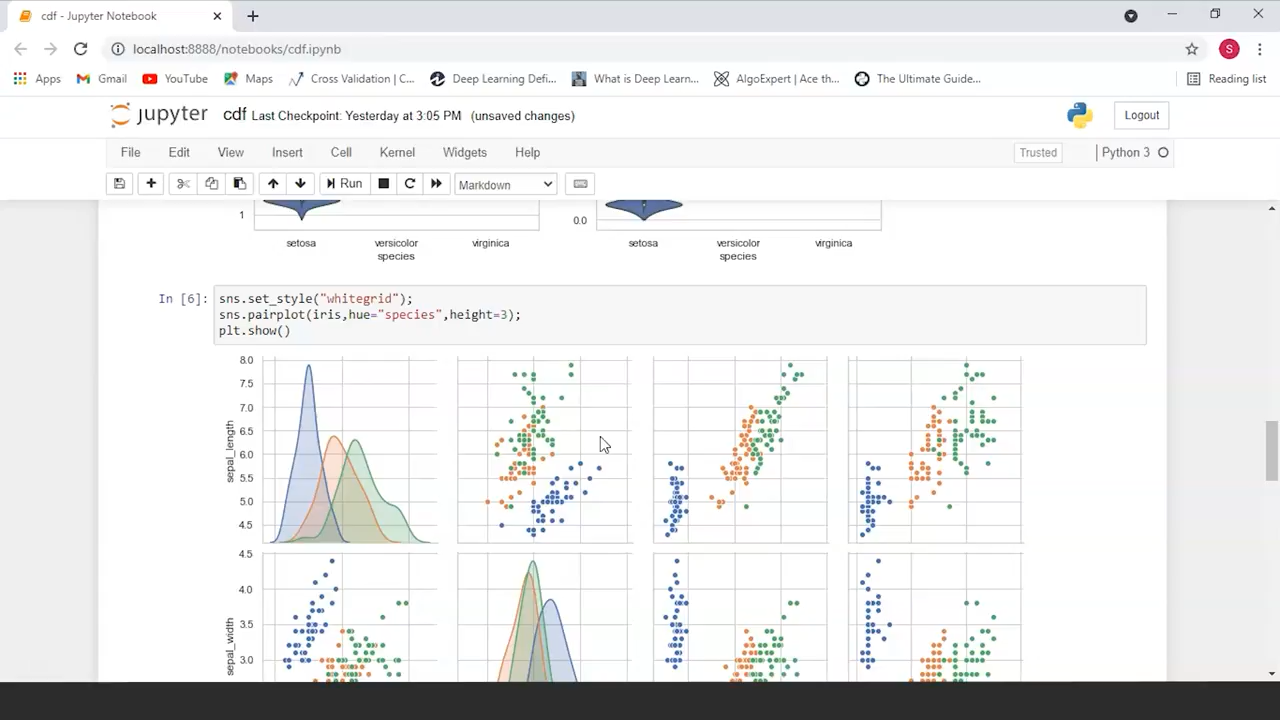 cdf - Jupyter Notebook
localhost:8888/notebooks/cdf.ipynb
S
Apps Gmail YouTube Maps Cross Validation | C... Deep Learning Defi... What is Deep Learn... AlgoExpert | Ace th... The Ultimate Guide... Reading list
jupyter cdf Last Checkpoint: Yesterday at 3:05 PM (unsaved changes) Logout
File Edit View Insert Cell Kernel Widgets Help Trusted Python 3
Run Markdown
1 0.0
setosa versicolor virginica setosa versicolor virginica
species species
In [6]: sns.set_style("whitegrid");
sns.pairplot(iris,hue="species",height=3);
plt.show()
8.0
7.5
7.0
6.5
6.0
5.5
5.0
4.5
sepal_length
4.5
4.0
3.5
3.0
sepal_width